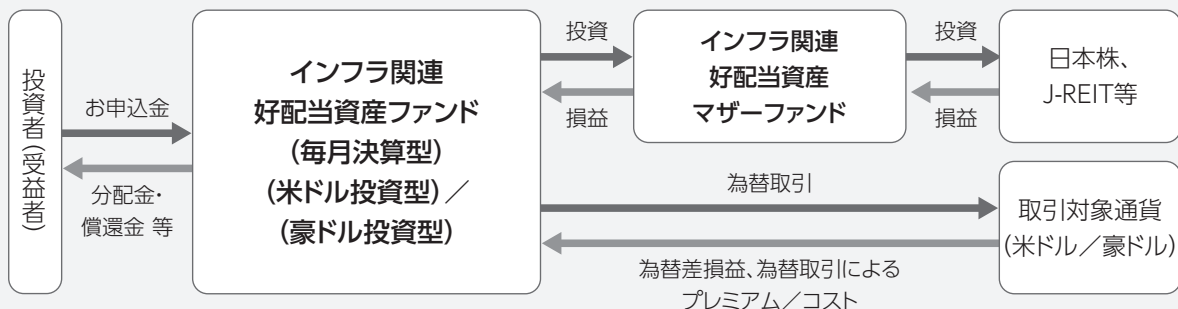 投資者(受益者)
お申込金
分配金・
償還金 等
インフラ関連
好配当資産ファンド
(毎月決算型)
(米ドル投資型)／
(豪ドル投資型)
投資
損益
インフラ関連
好配当資産
マザーファンド
投資
損益
日本株、
J-REIT等
為替取引
為替差損益、為替取引による
プレミアム／コスト
取引対象通貨
(米ドル／豪ドル)